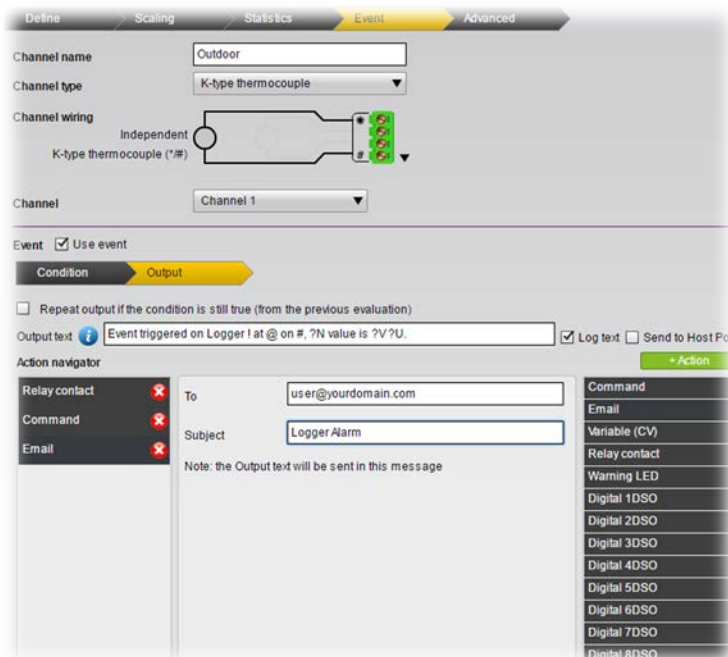 Define Scaling Statistics Event Advanced
Channel name Outdoor
Channel type K-type thermocouple
Channel wiring
Independent
K-type thermocouple (*/#)
*
#
Channel Channel 1
Event Use event
Condition Output
Repeat output if the condition is still true (from the previous evaluation)
Output text i Event triggered on Logger ! at @ on #, ?N value is ?V ?U. Log text Send to Host Po
Action navigator + Action
Relay contact
Command
Email
To user@yourdomain.com
Subject Logger Alarm
Note: the Output text will be sent in this message
Command
Email
Variable (CV)
Relay contact
Warning LED
Digital 1DSO
Digital 2DSO
Digital 3DSO
Digital 4DSO
Digital 5DSO
Digital 6DSO
Digital 7DSO
Digital 8DSO